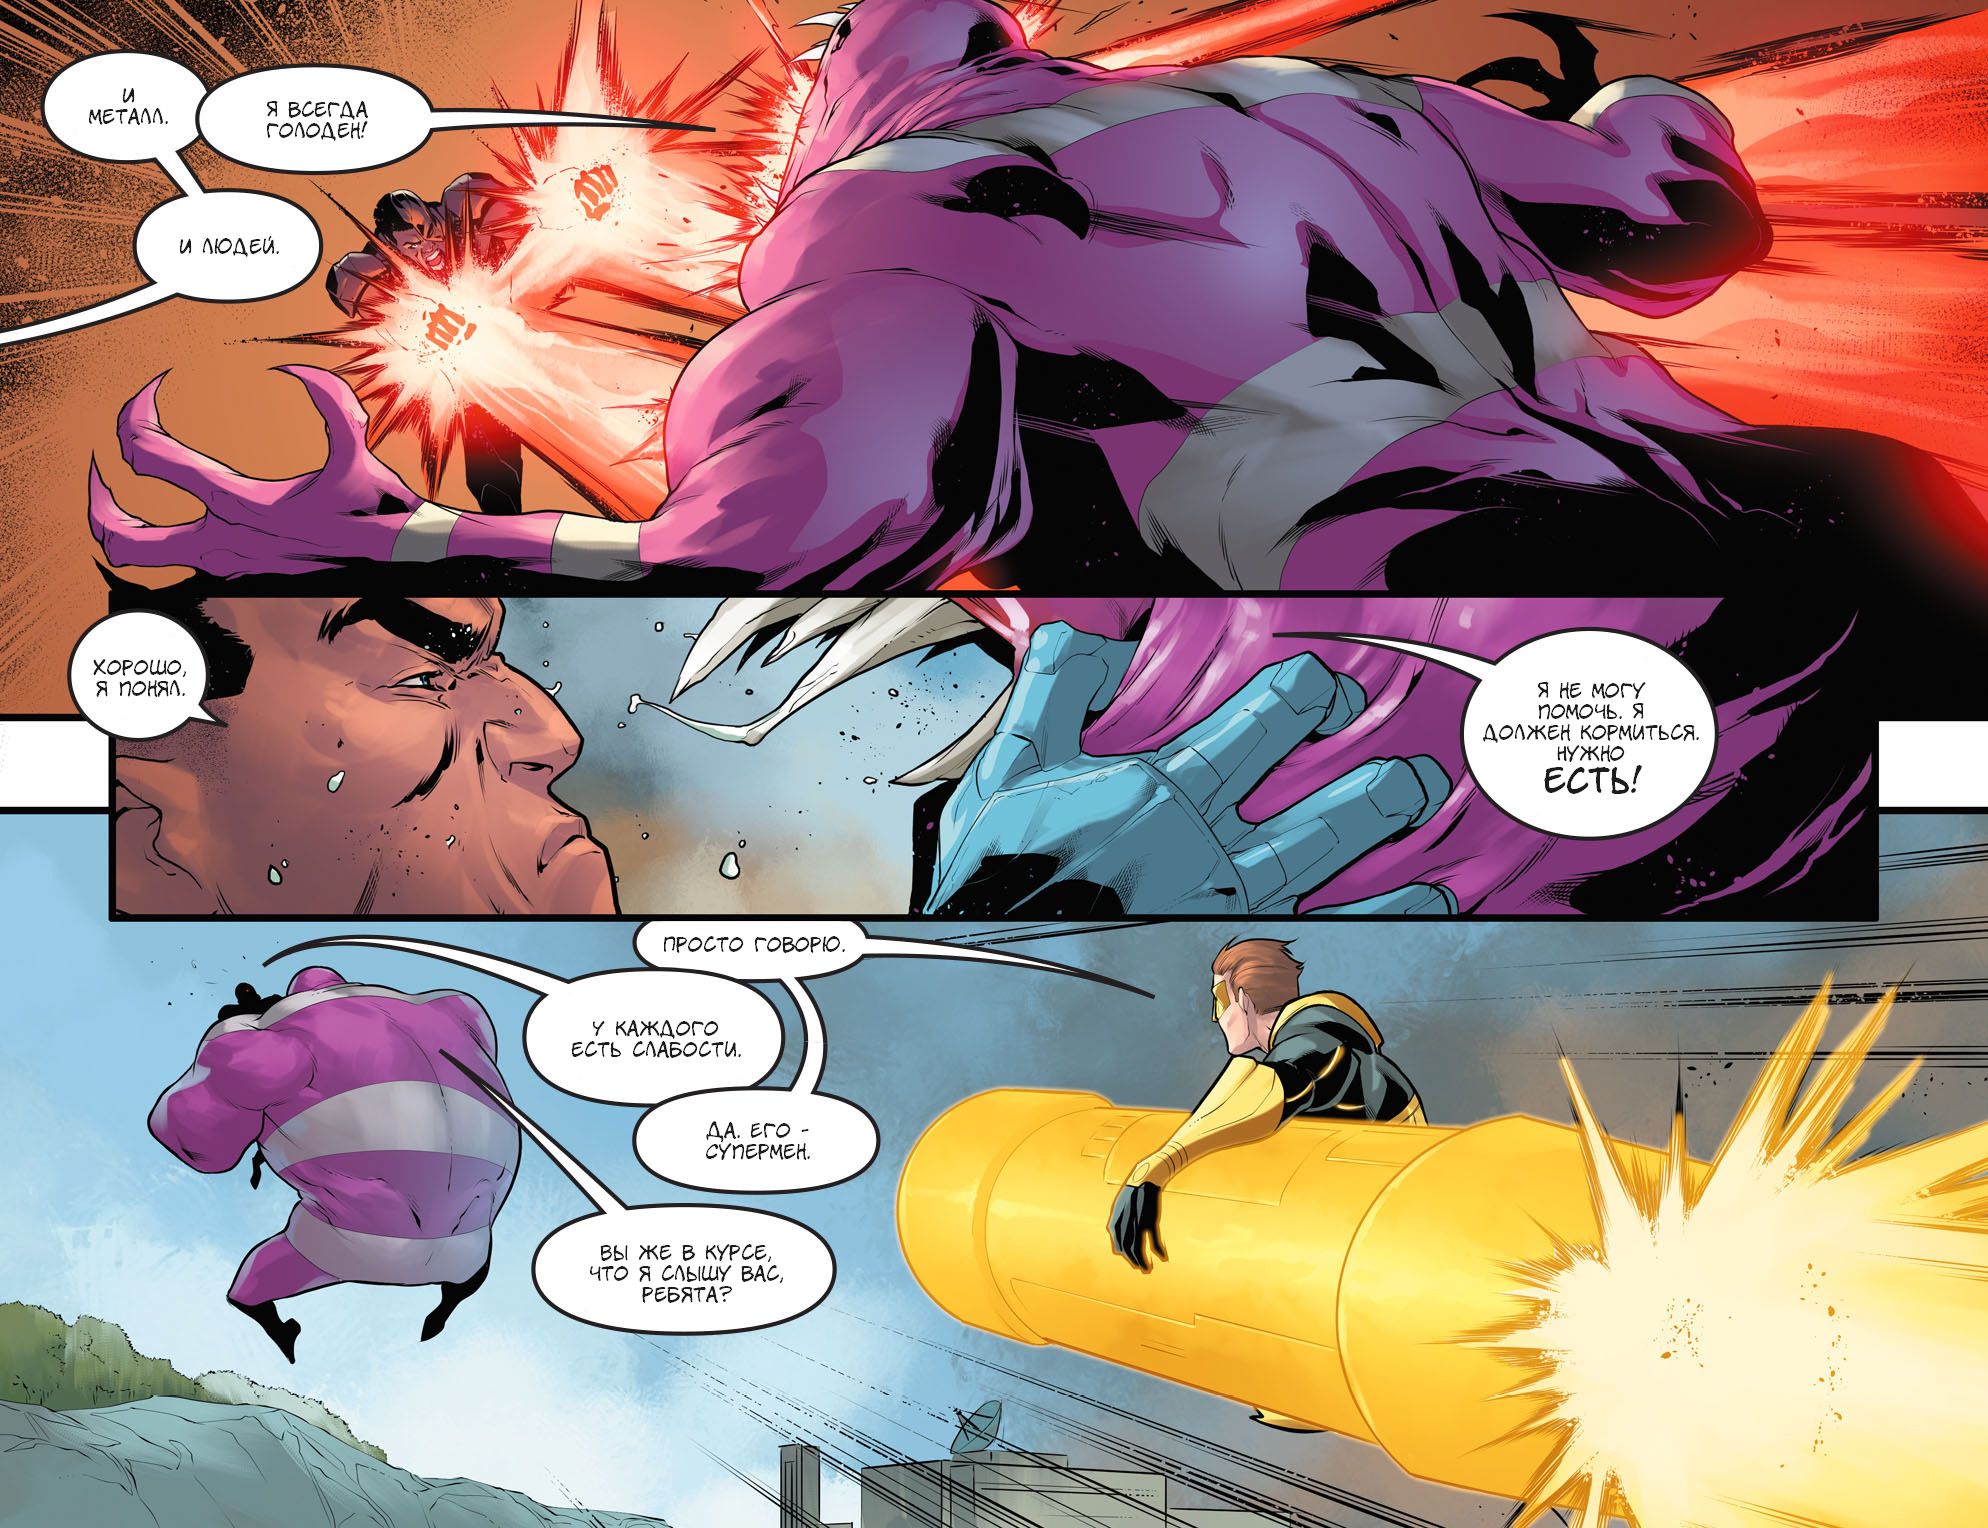 И
МЕТАЛЛ.
Я ВСЕГДА
ГОЛОДЕН!
И ЛЮДЕЙ.
ХОРОШО,
Я ПОНЯЛ.
Я НЕ МОГУ
ПОМОЧЬ. Я
ДОЛЖЕН КОРМИТЬСЯ.
НУЖНО
ЕСТЬ!
ПРОСТО ГОВОРЮ.
У КАЖДОГО
ЕСТЬ СЛАБОСТИ.
ДА. ЕГО -
СУПЕРМЕН.
ВЫ ЖЕ В КУРСЕ,
ЧТО Я СЛЫШУ ВАС,
РЕБЯТА?